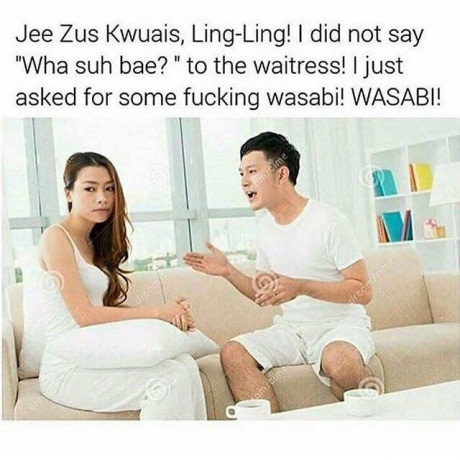 Jee Zus Kwuais, Ling-Ling! I did not say
"Wha suh bae? " to the waitress! I just
asked for some fucking wasabi! WASABI!